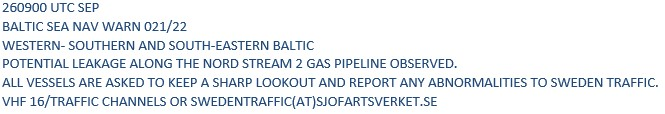 260900 UTC SEP
BALTIC SEA NAV WARN 021/22
WESTERN- SOUTHERN AND SOUTH-EASTERN BALTIC
POTENTIAL LEAKAGE ALONG THE NORD STREAM 2 GAS PIPELINE OBSERVED.
ALL VESSELS ARE ASKED TO KEEP A SHARP LOOKOUT AND REPORT ANY ABNORMALITIES TO SWEDEN TRAFFIC.
VHF 16/TRAFFIC CHANNELS OR SWEDENTRAFFIC(AT)SJOFARTSVERKET.SE